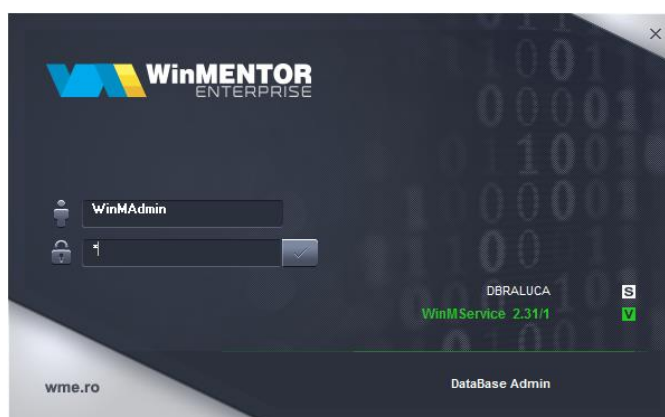 WinMENTOR
ENTERPRISE
WinMAdmin
*
DBRALUCA S
WinMService 2.31/1 V
wme.ro
DataBase Admin